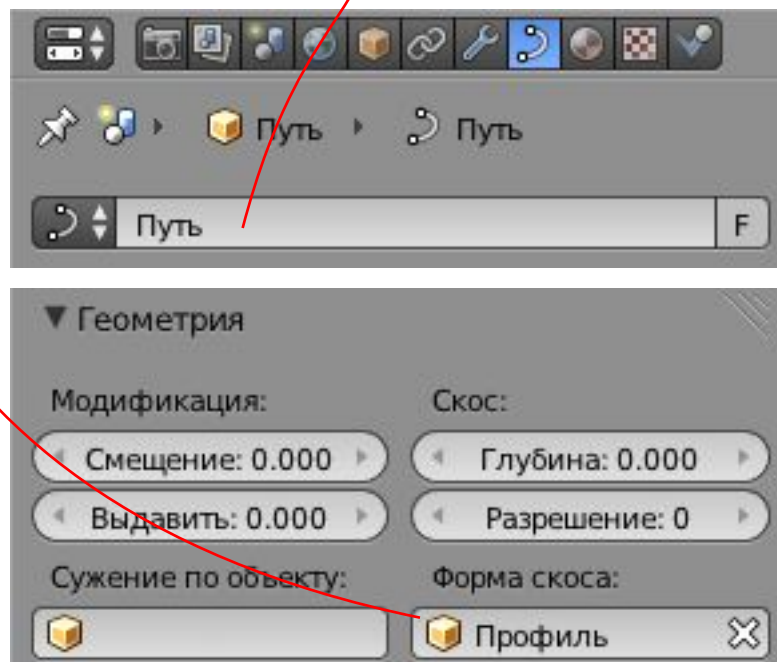 Путь Путь
Путь F
Геометрия
Модификация: Скос:
Смещение: 0.000 Глубина: 0.000
Выдавить: 0.000 Разрешение: 0
Сужение по объекту: Форма скоса:
Профиль